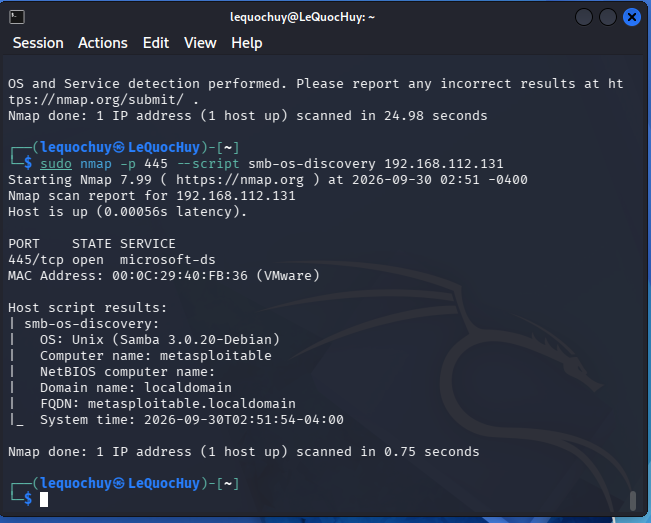 lequochuy@LeQuocHuy: ~
Session Actions Edit View Help
OS and Service detection performed. Please report any incorrect results at ht
tps://nmap.org/submit/ .
Nmap done: 1 IP address (1 host up) scanned in 24.98 seconds
┌──(lequochuy㉿LeQuocHuy)-[~]
└─$ sudo nmap -p 445 --script smb-os-discovery 192.168.112.131
Starting Nmap 7.99 ( https://nmap.org ) at 2026-09-30 02:51 -0400
Nmap scan report for 192.168.112.131
Host is up (0.00056s latency).
PORT    STATE SERVICE
445/tcp open  microsoft-ds
MAC Address: 00:0C:29:40:FB:36 (VMware)
Host script results:
| smb-os-discovery:
|   OS: Unix (Samba 3.0.20-Debian)
|   Computer name: metasploitable
|   NetBIOS computer name:
|   Domain name: localdomain
|   FQDN: metasploitable.localdomain
|_  System time: 2026-09-30T02:51:54-04:00
Nmap done: 1 IP address (1 host up) scanned in 0.75 seconds
┌──(lequochuy㉿LeQuocHuy)-[~]
└─$